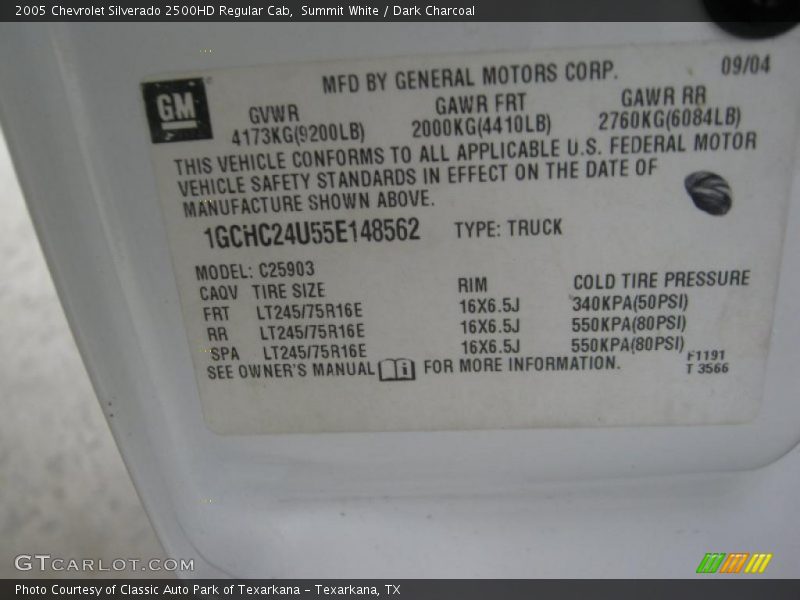 2005 Chevrolet Silverado 2500HD Regular Cab, Summit White / Dark Charcoal
09/04
MFD BY GENERAL MOTORS CORP.
GM
GVWR GAWR FRT GAWR RR
4173KG(9200LB) 2000KG(4410LB) 2760KG(6084LB)
THIS VEHICLE CONFORMS TO ALL APPLICABLE U.S. FEDERAL MOTOR
VEHICLE SAFETY STANDARDS IN EFFECT ON THE DATE OF
MANUFACTURE SHOWN ABOVE.
1GCHC24U55E148562 TYPE: TRUCK
MODEL: C25903
CAQV TIRE SIZE RIM COLD TIRE PRESSURE
FRT LT245/75R16E 16X6.5J 340KPA(50PSI)
RR LT245/75R16E 16X6.5J 550KPA(80PSI)
SPA LT245/75R16E 16X6.5J 550KPA(80PSI)
SEE OWNER'S MANUAL i FOR MORE INFORMATION.
F1191
T 3566
GTCARLOT.COM
Photo Courtesy of Classic Auto Park of Texarkana - Texarkana, TX